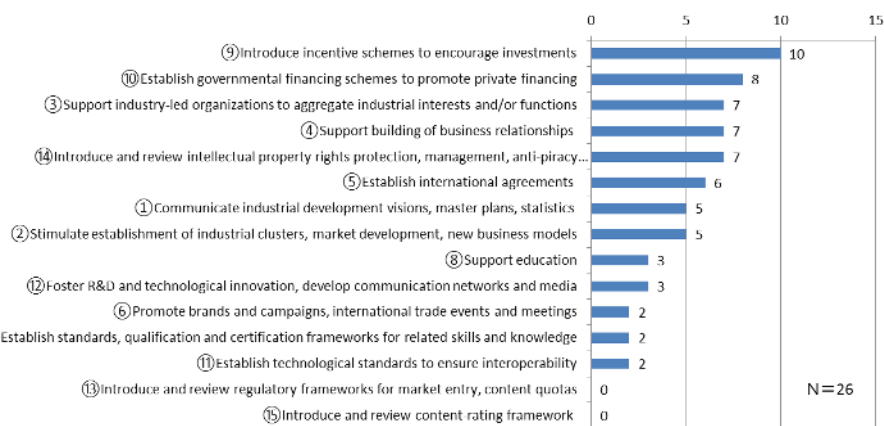 0 5 10 15
⑨Introduce incentive schemes to encourage investments 10
⑩Establish governmental financing schemes to promote private financing 8
③Support industry-led organizations to aggregate industrial interests and/or functions 7
④Support building of business relationships 7
⑭Introduce and review intellectual property rights protection, management, anti-piracy... 7
⑤Establish international agreements 6
①Communicate industrial development visions, master plans, statistics 5
②Stimulate establishment of industrial clusters, market development, new business models 5
⑧Support education 3
⑫Foster R&D and technological innovation, develop communication networks and media 3
⑥Promote brands and campaigns, international trade events and meetings 2
Establish standards, qualification and certification frameworks for related skills and knowledge 2
⑪Establish technological standards to ensure interoperability 2
⑬Introduce and review regulatory frameworks for market entry, content quotas 0 N=26
⑮Introduce and review content rating framework 0